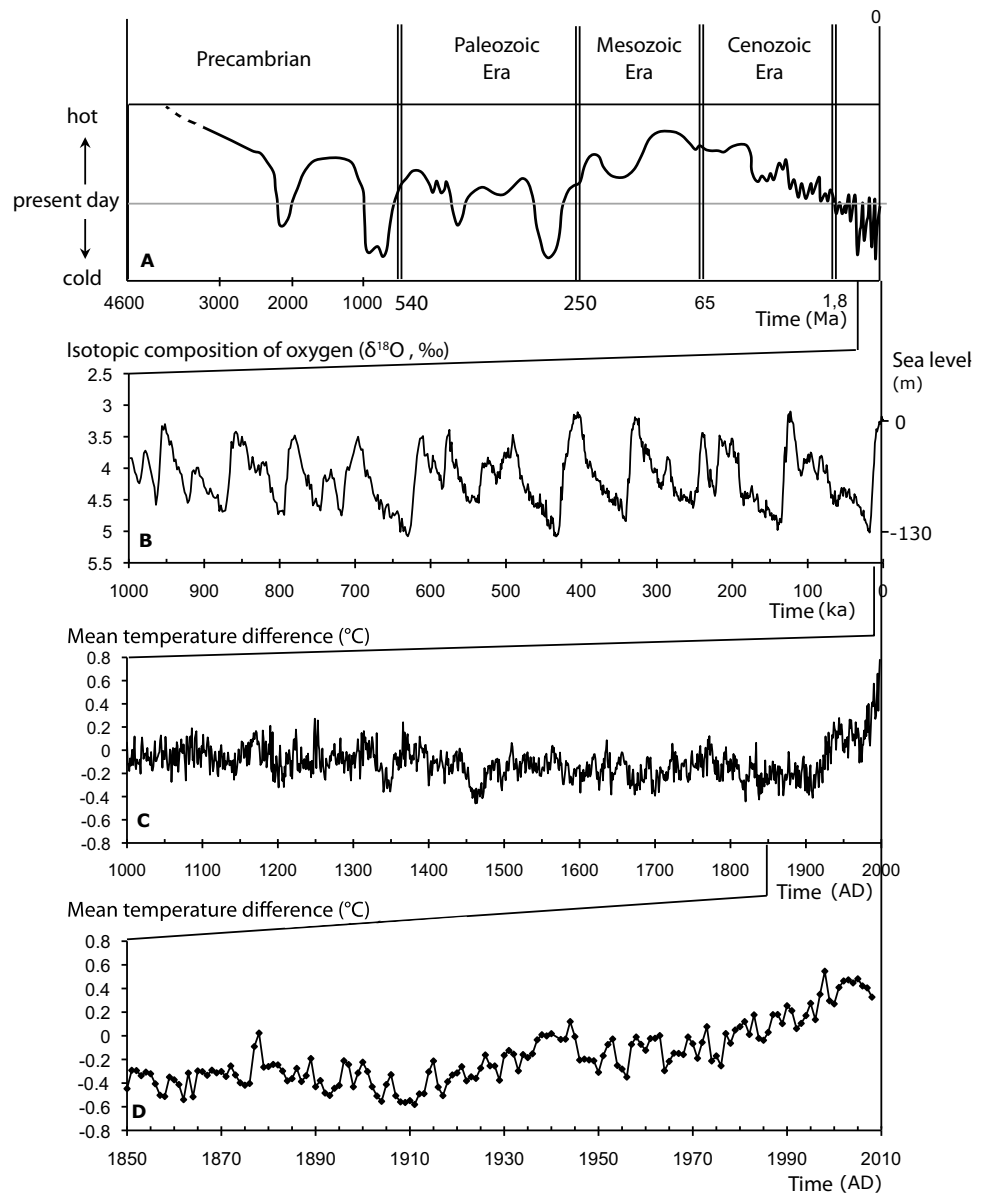 0
Precambrian
Paleozoic
Era
Mesozoic
Era
Cenozoic
Era
hot
present day
cold
A
4600 3000 2000 1000 540 250 65 1,8
Time (Ma)
Isotopic composition of oxygen (δ¹⁸O , ‰)
Sea level
(m)
2.5
3
3.5
4
4.5
5
5.5
0
-130
B
1000 900 800 700 600 500 400 300 200 100 0
Time (ka)
Mean temperature difference (°C)
0.8
0.6
0.4
0.2
0
-0.2
-0.4
-0.6
-0.8
C
1000 1100 1200 1300 1400 1500 1600 1700 1800 1900 2000
Time (AD)
Mean temperature difference (°C)
0.8
0.6
0.4
0.2
0
-0.2
-0.4
-0.6
-0.8
D
1850 1870 1890 1910 1930 1950 1970 1990 2010
Time (AD)